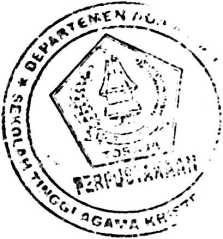 ★ DEPARTEMEN
SEKOLAH TINGGI AGAMA
PERPUSTAKAAN